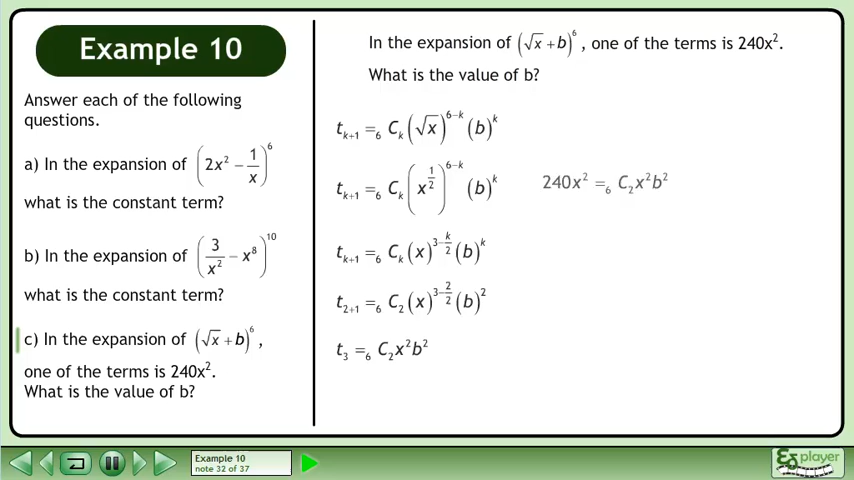 Example 10
Answer each of the following
questions.
a) In the expansion of (2x² − 1/x)⁶
what is the constant term?
b) In the expansion of (3/x² − x⁸)¹⁰
what is the constant term?
c) In the expansion of (√x + b)⁶,
one of the terms is 240x².
What is the value of b?
In the expansion of (√x + b)⁶, one of the terms is 240x².
What is the value of b?
tₖ₊₁ = ₆Cₖ(√x)⁶⁻ᵏ(b)ᵏ
tₖ₊₁ = ₆Cₖ(x^(1/2))⁶⁻ᵏ(b)ᵏ
240x² = ₆C₂x²b²
tₖ₊₁ = ₆Cₖ(x)^(3−k/2)(b)ᵏ
t₂₊₁ = ₆C₂(x)^(3−2/2)(b)²
t₃ = ₆C₂x²b²
Example 10
note 32 of 37
player